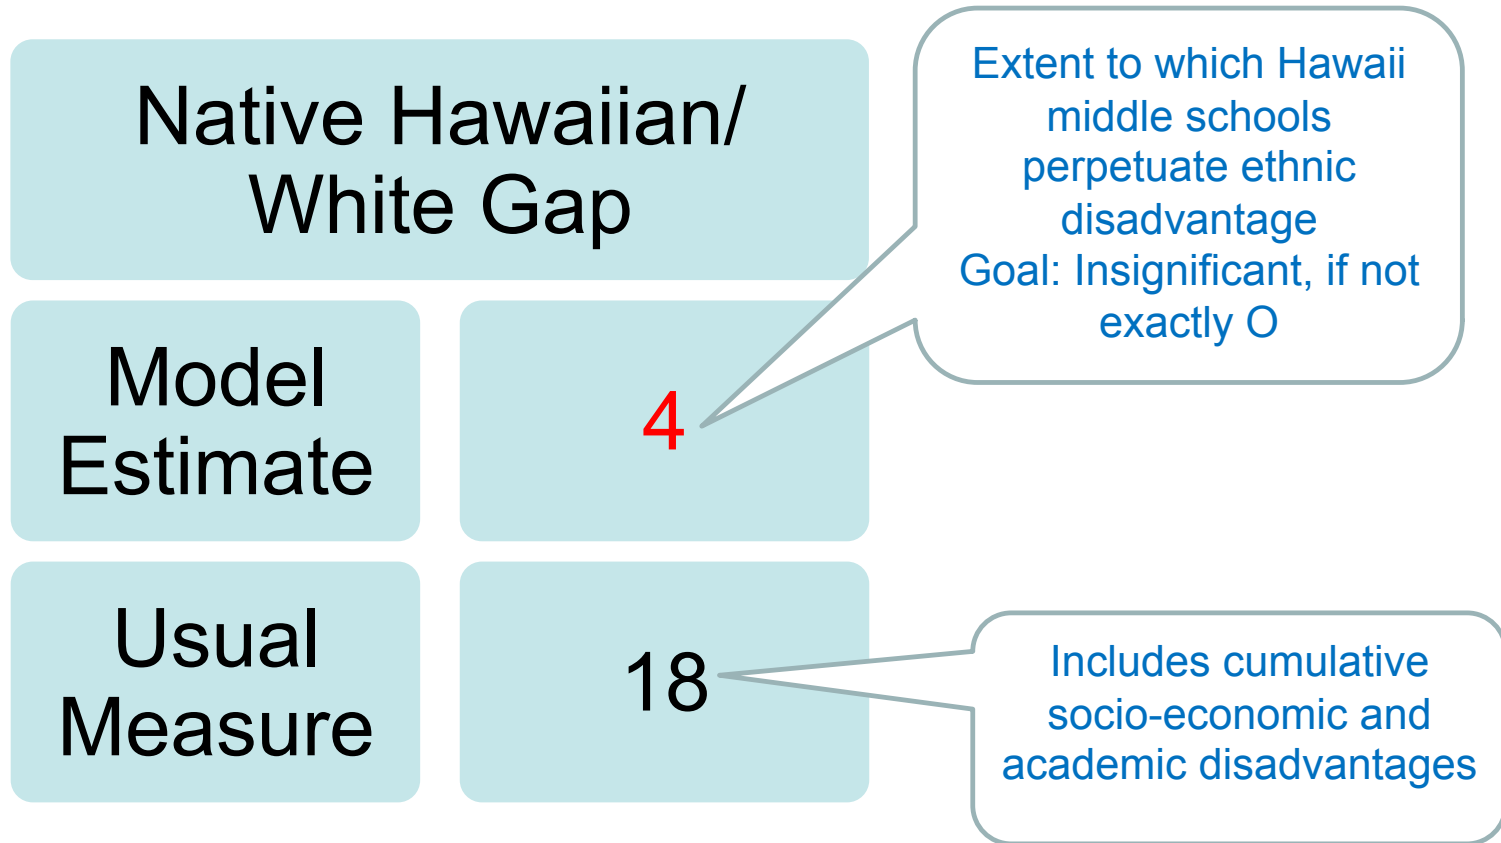 Native Hawaiian/
White Gap
Extent to which Hawaii
middle schools
perpetuate ethnic
disadvantage
Goal: Insignificant, if not
exactly O
Model
Estimate
4
Usual
Measure
18
Includes cumulative
socio-economic and
academic disadvantages